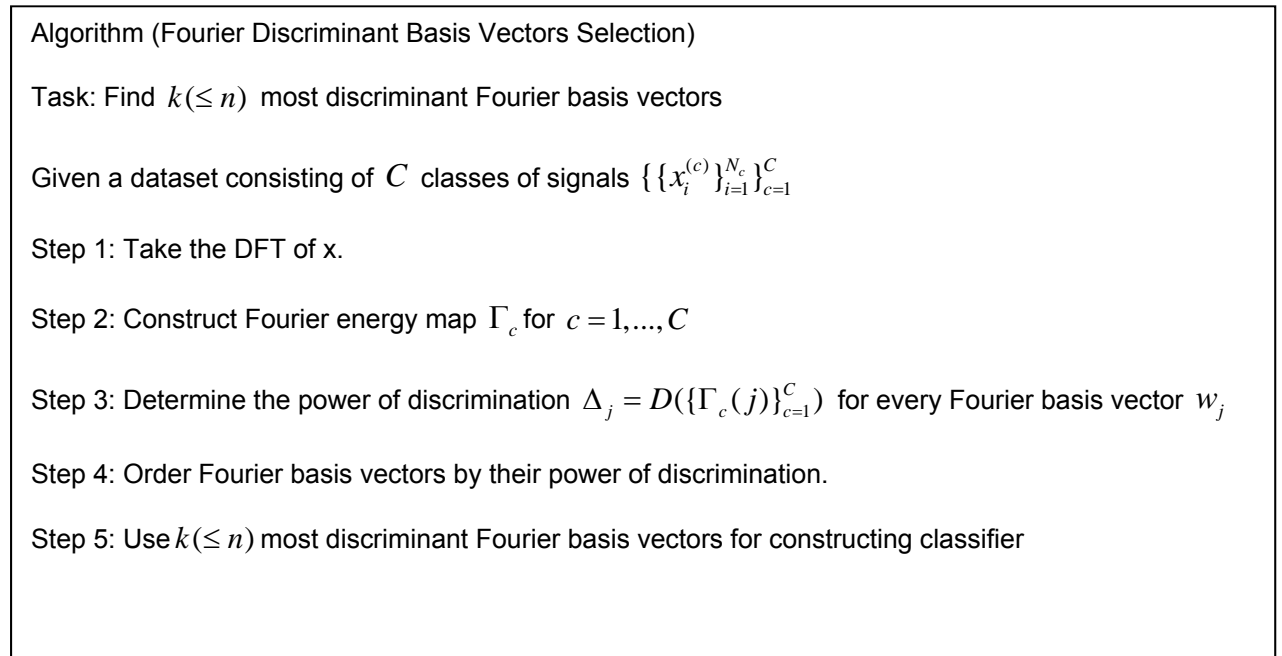 Algorithm (Fourier Discriminant Basis Vectors Selection)
Task: Find k(≤ n) most discriminant Fourier basis vectors
Given a dataset consisting of C classes of signals {{x_i^{(c)}}_{i=1}^{N_c}}_{c=1}^{C}
Step 1: Take the DFT of x.
Step 2: Construct Fourier energy map Γ_c for c = 1,...,C
Step 3: Determine the power of discrimination Δ_j = D({Γ_c(j)}_{c=1}^{C}) for every Fourier basis vector w_j
Step 4: Order Fourier basis vectors by their power of discrimination.
Step 5: Use k(≤ n) most discriminant Fourier basis vectors for constructing classifier